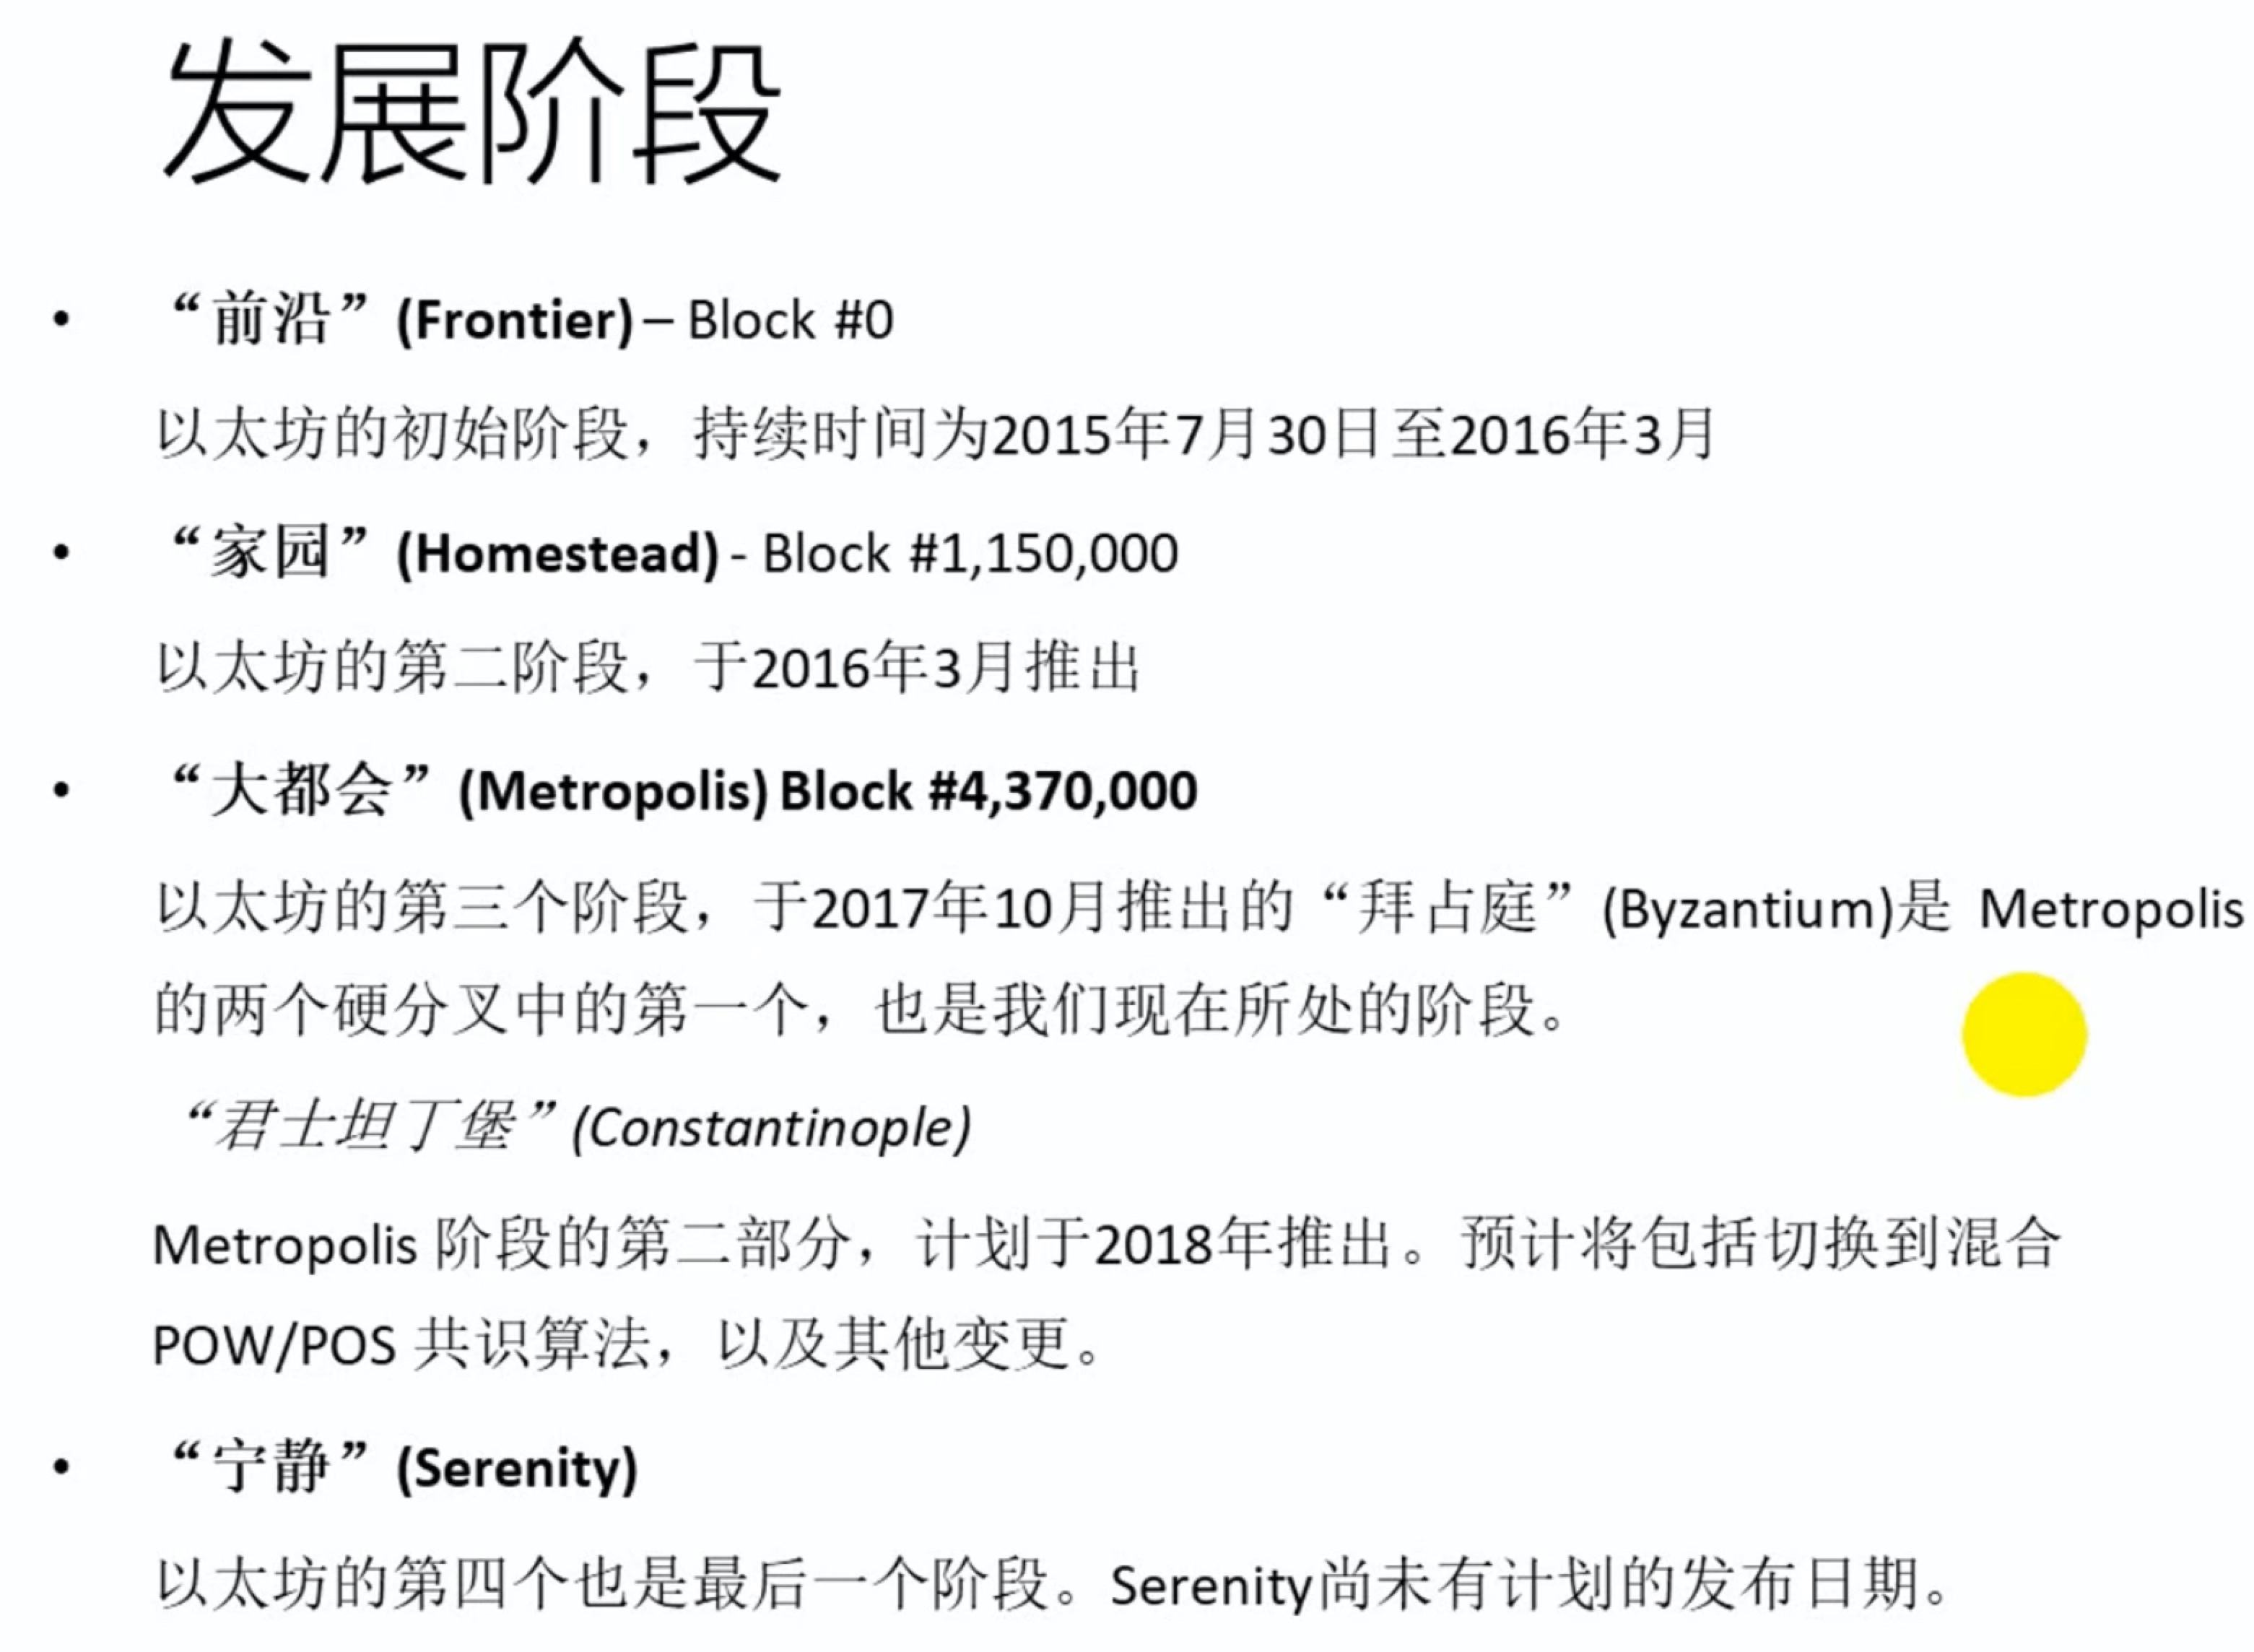 发展阶段
• “前沿” (Frontier) – Block #0
以太坊的初始阶段，持续时间为2015年7月30日至2016年3月
• “家园” (Homestead) - Block #1,150,000
以太坊的第二阶段，于2016年3月推出
• “大都会” (Metropolis) Block #4,370,000
以太坊的第三个阶段，于2017年10月推出的“拜占庭” (Byzantium)是 Metropolis
的两个硬分叉中的第一个，也是我们现在所处的阶段。
“君士坦丁堡” (Constantinople)
Metropolis 阶段的第二部分，计划于2018年推出。预计将包括切换到混合
POW/POS 共识算法，以及其他变更。
• “宁静” (Serenity)
以太坊的第四个也是最后一个阶段。Serenity尚未有计划的发布日期。